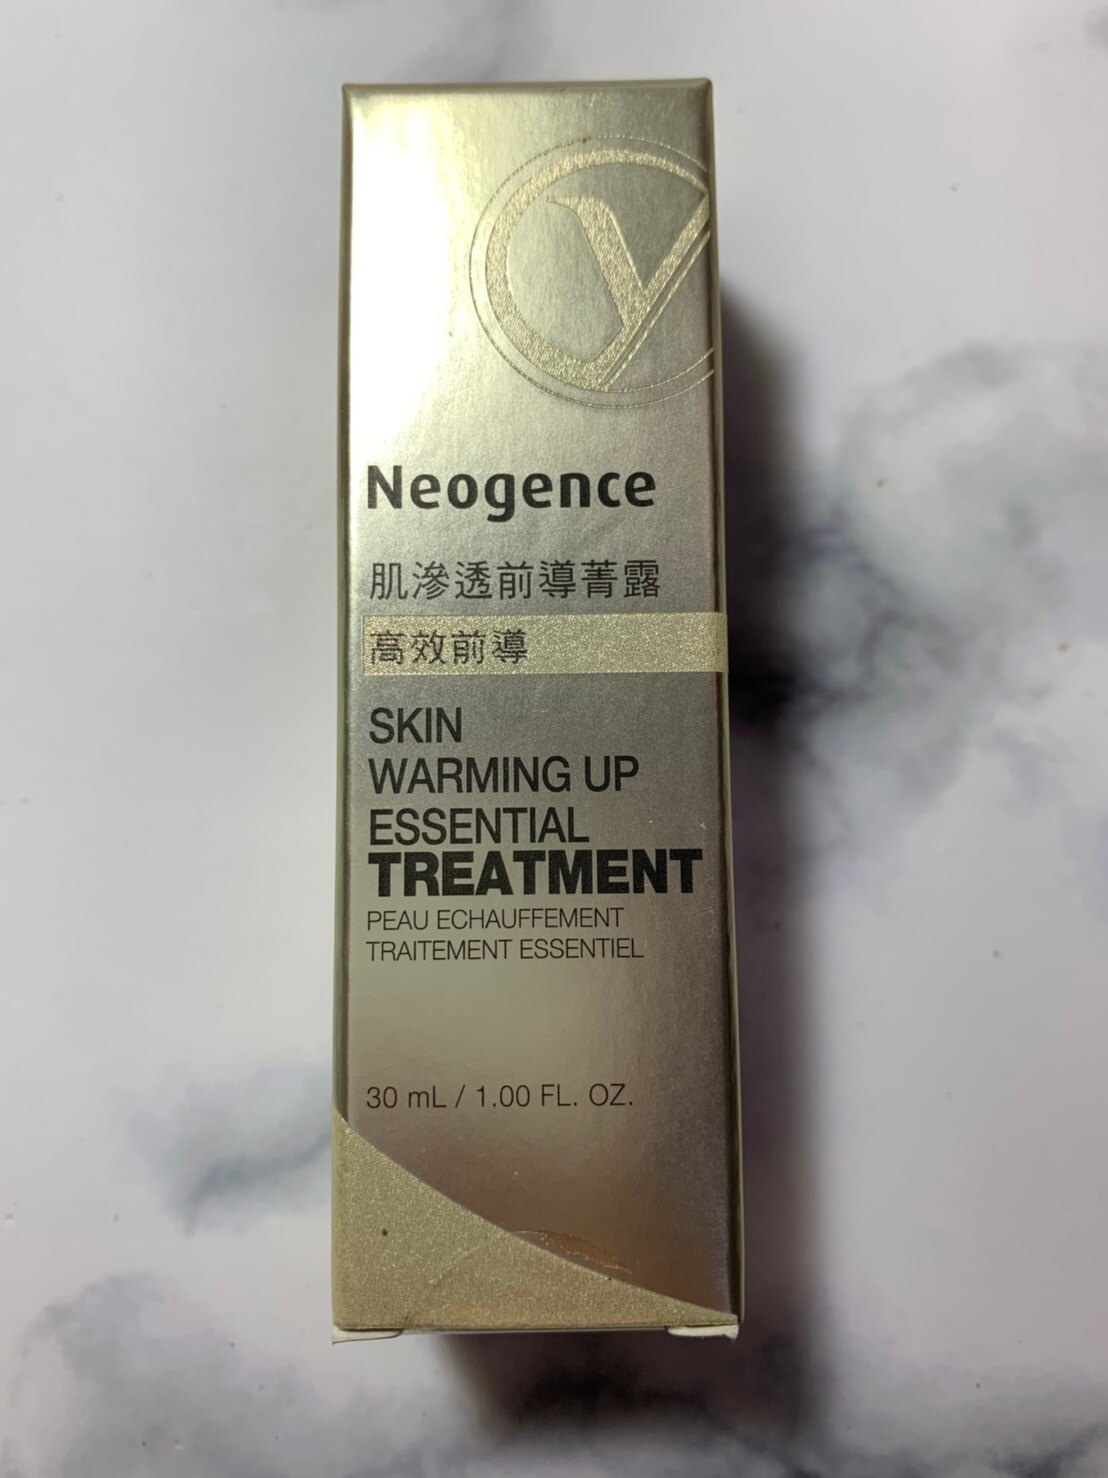 Neogence
肌滲透前導菁露
高效前導
SKIN
WARMING UP
ESSENTIAL
TREATMENT
PEAU ECHAUFFEMENT
TRAITEMENT ESSENTIEL
30 mL / 1.00 FL. OZ.